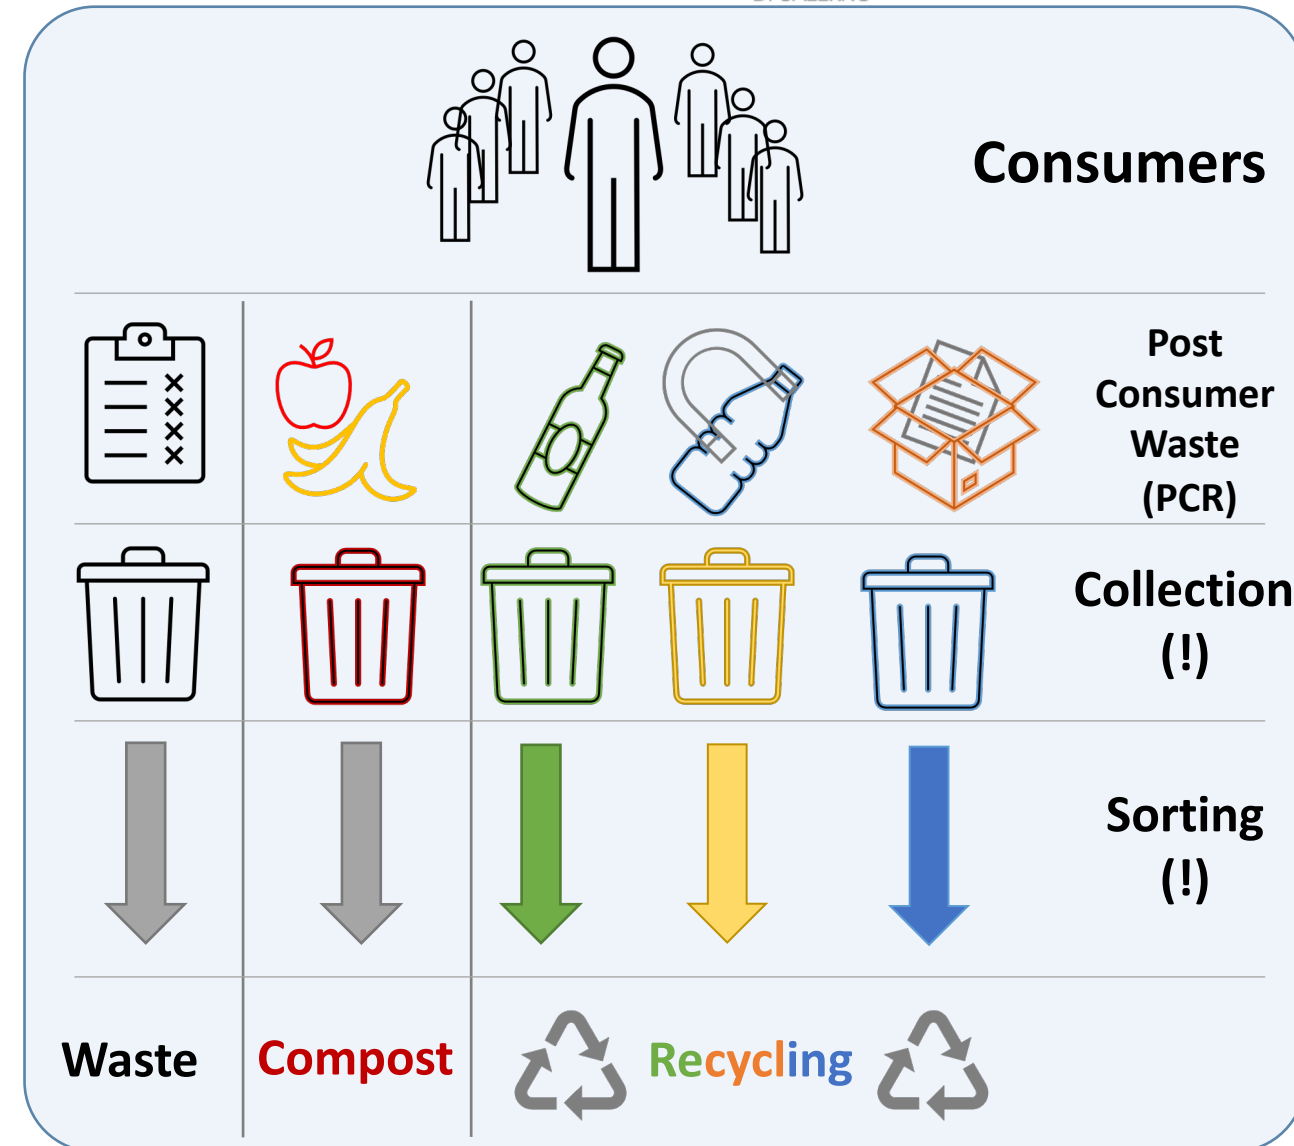 Consumers
Post
Consumer
Waste
(PCR)
Collection
(!)
Sorting
(!)
Waste
Compost
Recycling